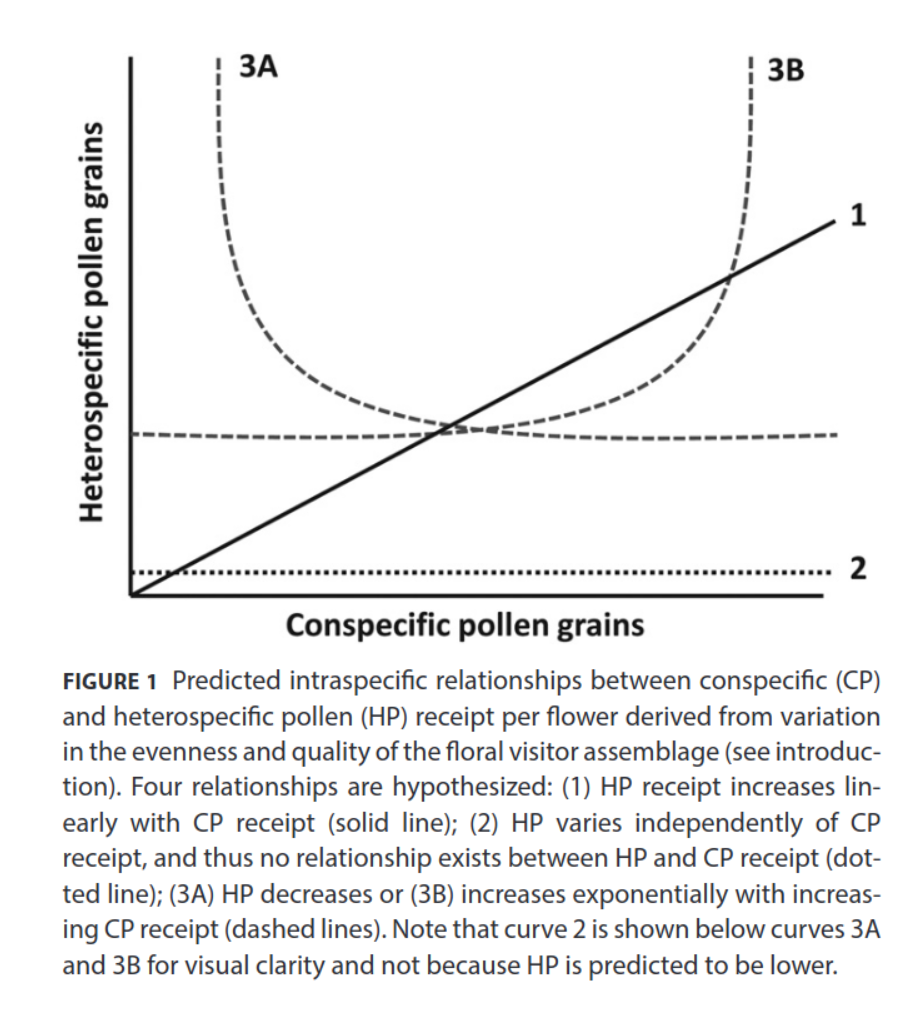 3A
3B
1
Heterospecific pollen grains
2
Conspecific pollen grains
FIGURE 1 Predicted intraspecific relationships between conspecific (CP)
and heterospecific pollen (HP) receipt per flower derived from variation
in the evenness and quality of the floral visitor assemblage (see introduc-
tion). Four relationships are hypothesized: (1) HP receipt increases lin-
early with CP receipt (solid line); (2) HP varies independently of CP
receipt, and thus no relationship exists between HP and CP receipt (dot-
ted line); (3A) HP decreases or (3B) increases exponentially with increas-
ing CP receipt (dashed lines). Note that curve 2 is shown below curves 3A
and 3B for visual clarity and not because HP is predicted to be lower.